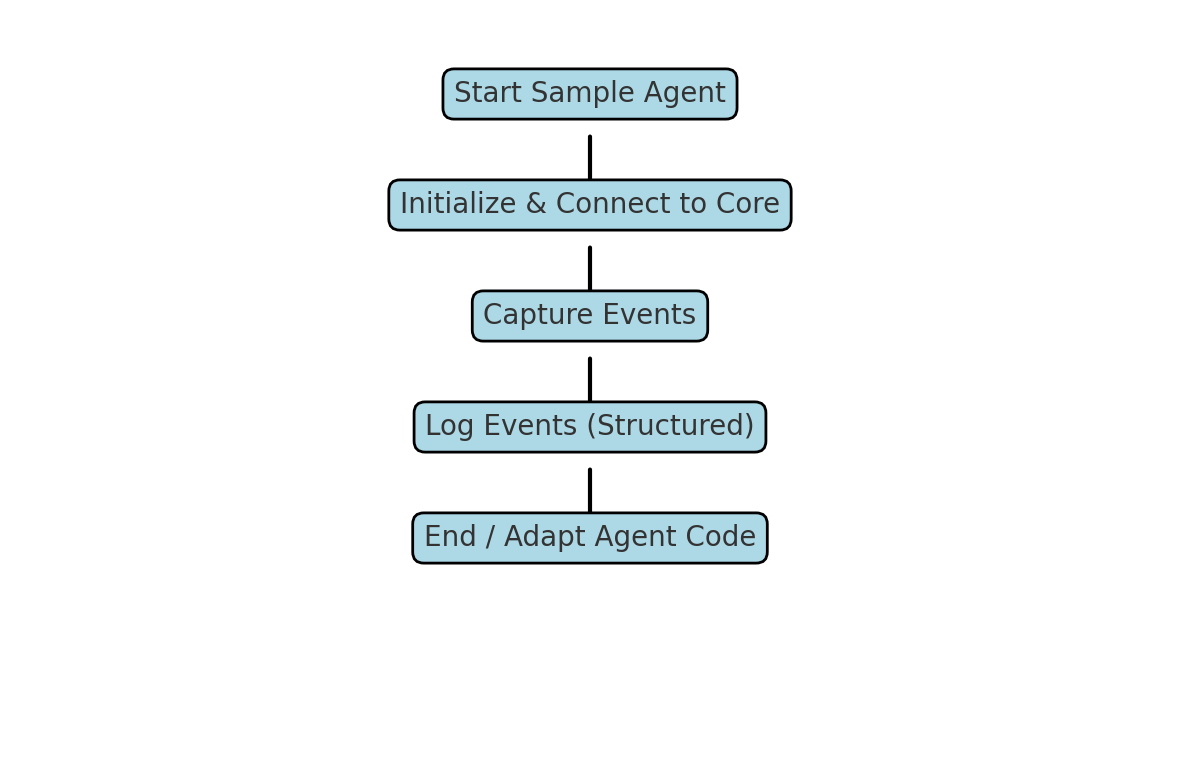 Start Sample Agent
Initialize & Connect to Core
Capture Events
Log Events (Structured)
End / Adapt Agent Code